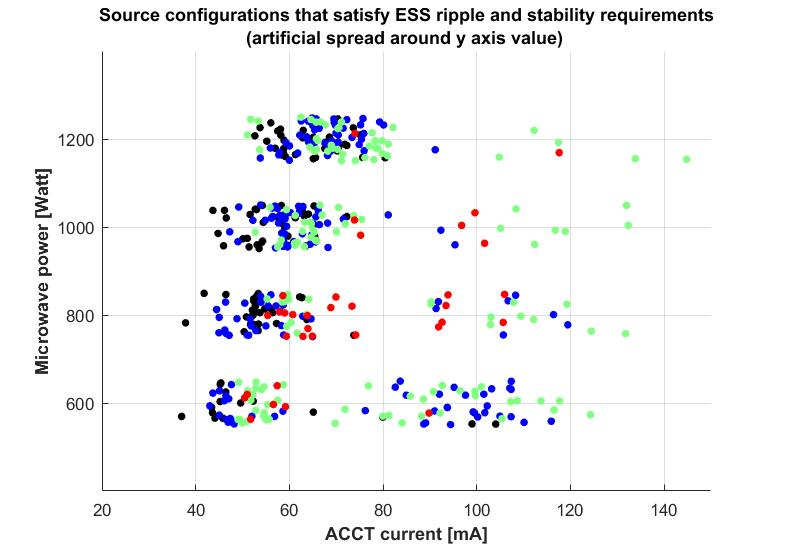 Source configurations that satisfy ESS ripple and stability requirements
(artificial spread around y axis value)
1200
1000
800
600
Microwave power [Watt]
20 40 60 80 100 120 140
ACCT current [mA]